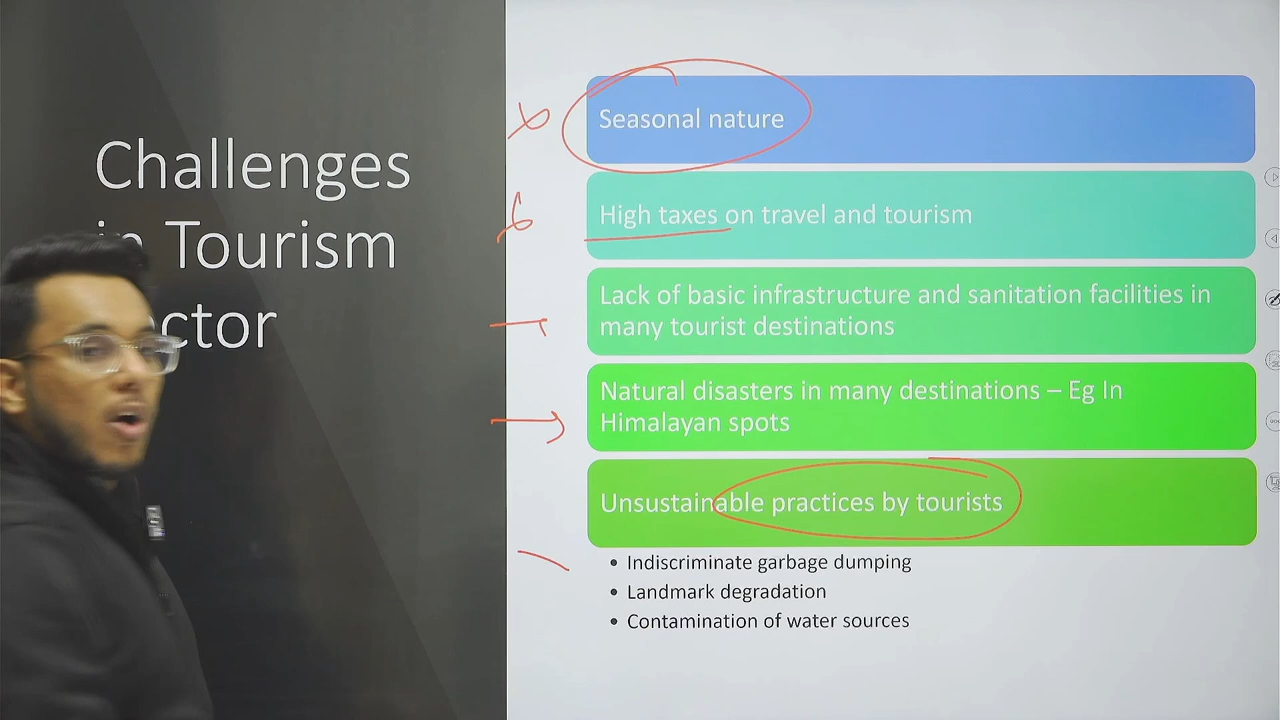 Challenges
in Tourism
ctor
Seasonal nature
High taxes on travel and tourism
Lack of basic infrastructure and sanitation facilities in
many tourist destinations
Natural disasters in many destinations – Eg In
Himalayan spots
Unsustainable practices by tourists
• Indiscriminate garbage dumping
• Landmark degradation
• Contamination of water sources